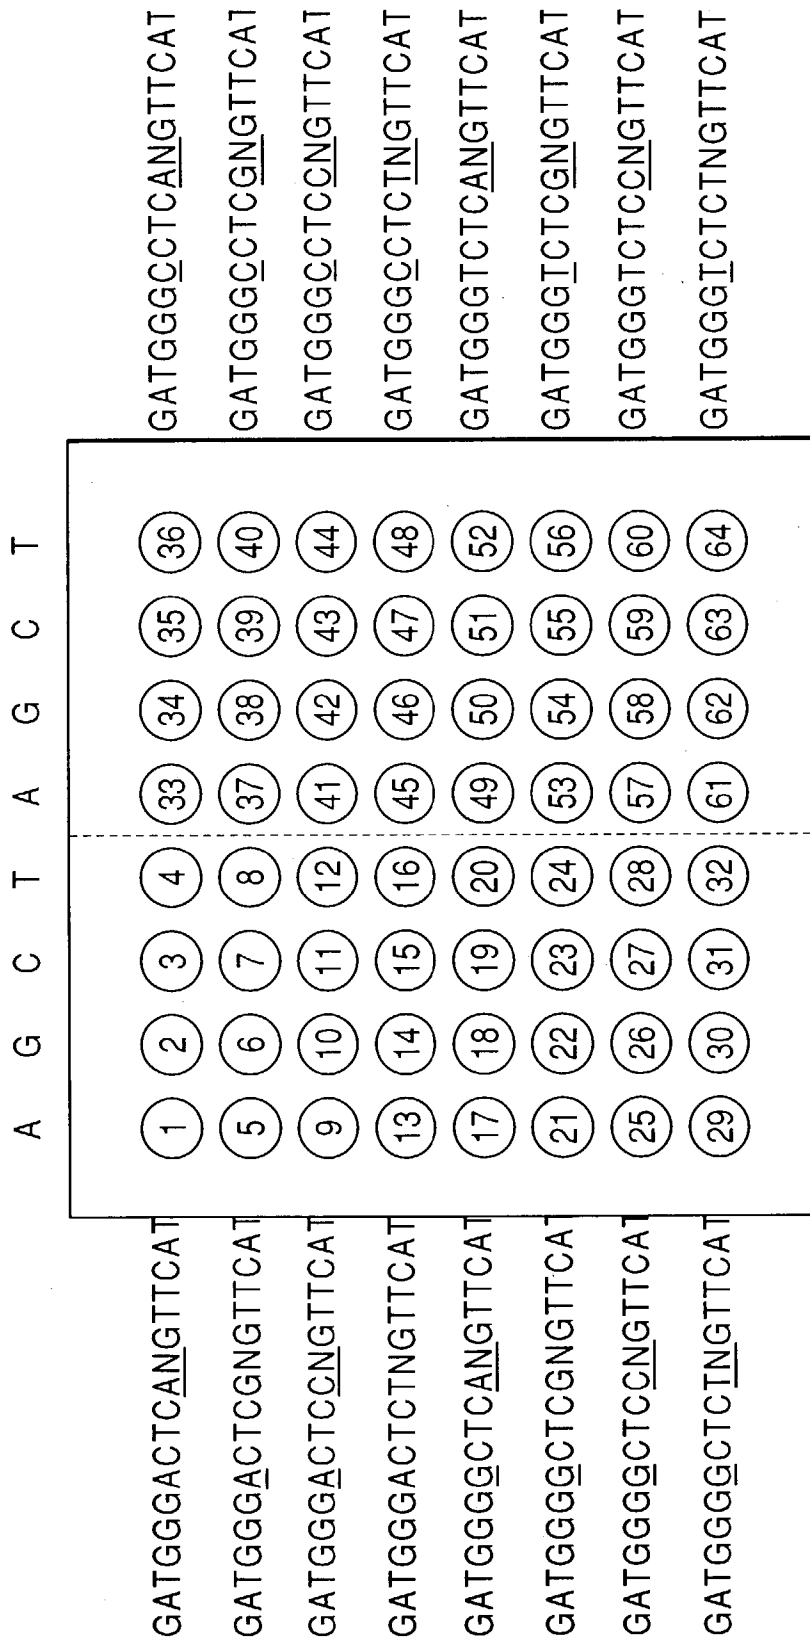 A G C T A G C T
GATGGGACTCANGTTCAT 1 2 3 4 33 34 35 36 GATGGGCCTCANGTTCAT
GATGGGACTCGNGTTCAT 5 6 7 8 37 38 39 40 GATGGGCCTCGNGTTCAT
GATGGGACTCCNGTTCAT 9 10 11 12 41 42 43 44 GATGGGCCTCCNGTTCAT
GATGGGACTCTNGTTCAT 13 14 15 16 45 46 47 48 GATGGGCCTCTNGTTCAT
GATGGGGCTCANGTTCAT 17 18 19 20 49 50 51 52 GATGGGTCTCANGTTCAT
GATGGGGCTCGNGTTCAT 21 22 23 24 53 54 55 56 GATGGGTCTCGNGTTCAT
GATGGGGCTCCNGTTCAT 25 26 27 28 57 58 59 60 GATGGGTCTCCNGTTCAT
GATGGGGCTCTNGTTCAT 29 30 31 32 61 62 63 64 GATGGGTCTCTNGTTCAT